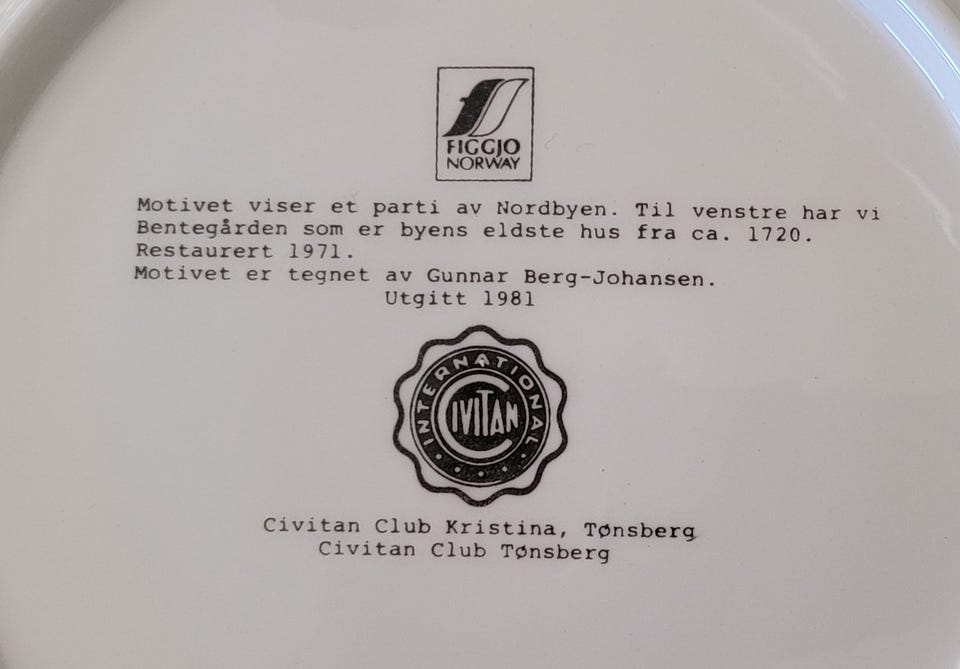 FIGGJO
NORWAY
Motivet viser et parti av Nordbyen. Til venstre har vi
Bentegården som er byens eldste hus fra ca. 1720.
Restaurert 1971.
Motivet er tegnet av Gunnar Berg-Johansen.
Utgitt 1981
INTERNATIONAL
CIVITAN
Civitan Club Kristina, Tønsberg
Civitan Club Tønsberg